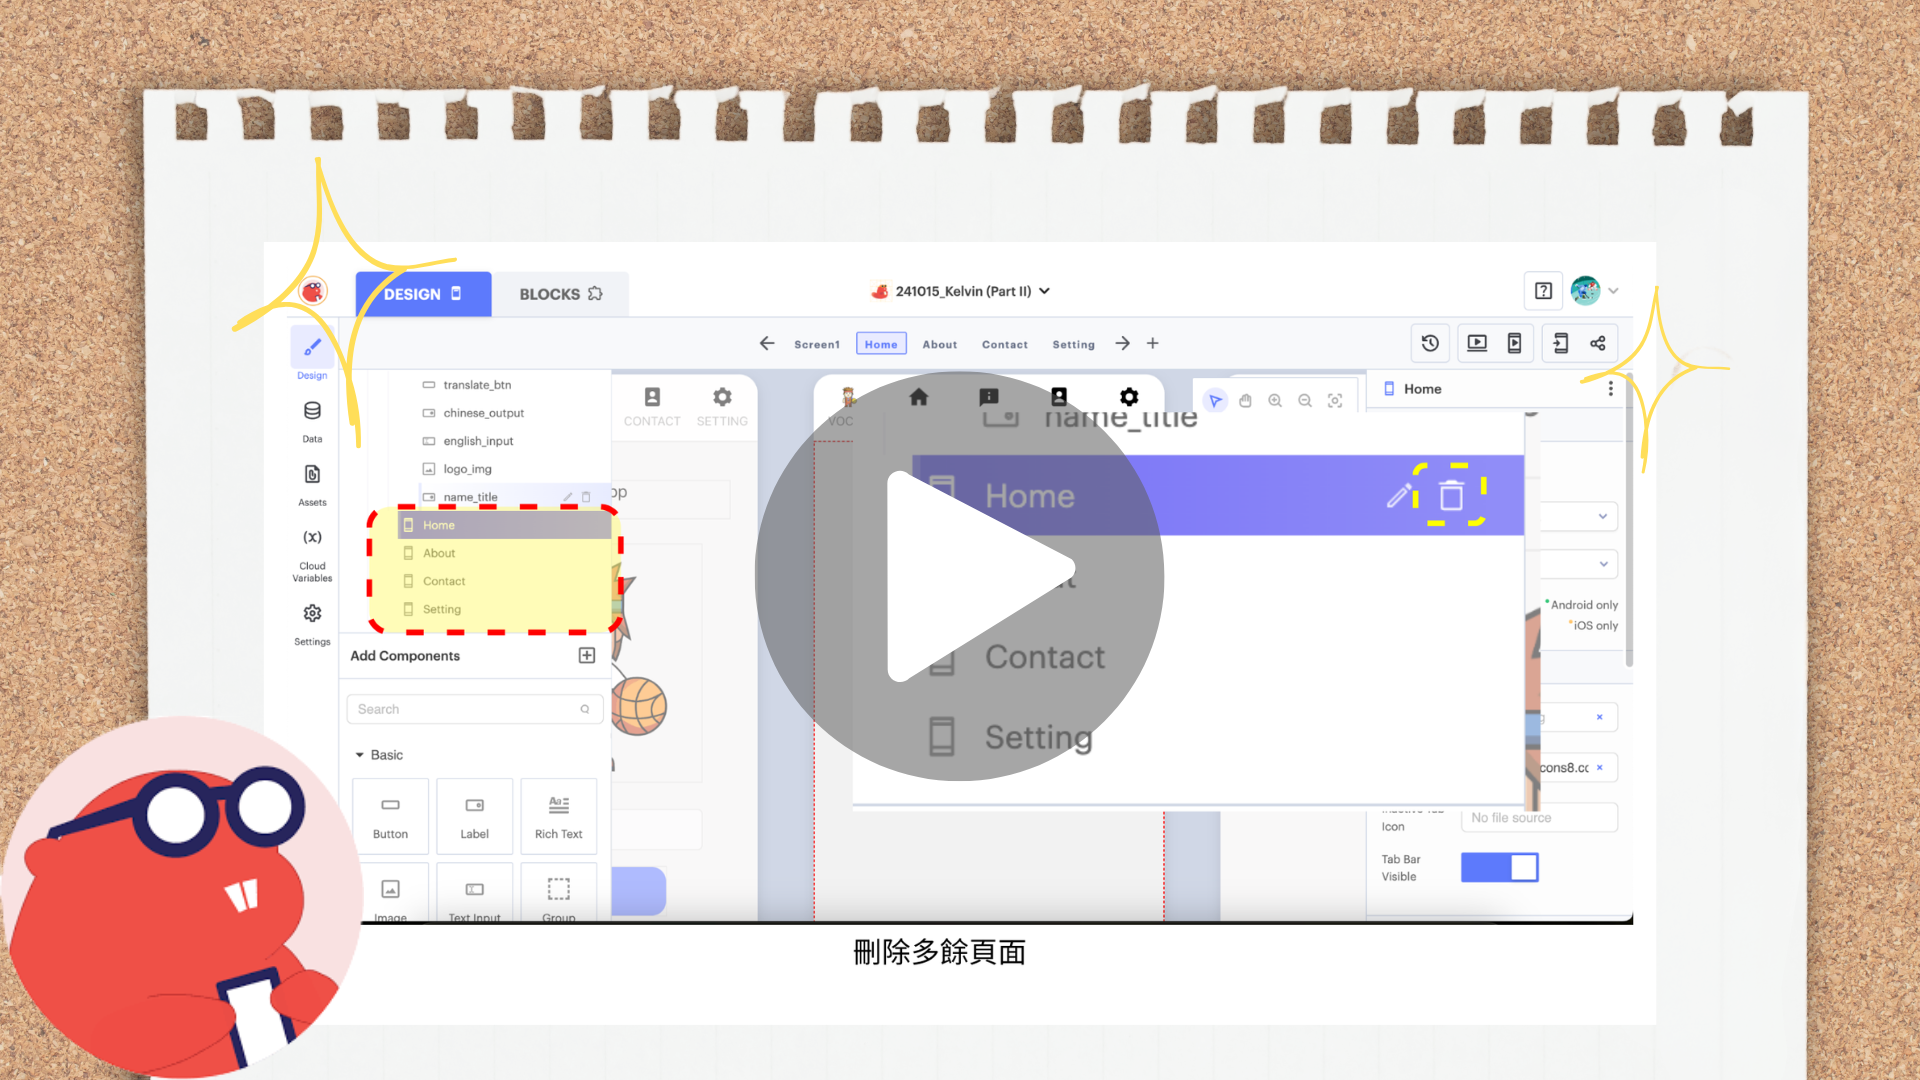 DESIGN
BLOCKS
241015_Kelvin (Part II)
Screen1
Home
About
Contact
Setting
Design
Data
Assets
(x)
Cloud
Variables
Settings
translate_btn
chinese_output
english_input
logo_img
name_title
Home
About
Contact
Setting
Add Components
Search
Basic
Button
Label
Rich Text
Image
Text Input
Group
CONTACT
SETTING
VOC
op
name_title
Home
Contact
Setting
Home
*Android only
*iOS only
cons8.cc
Icon
No file source
Tab Bar
Visible
刪除多餘頁面